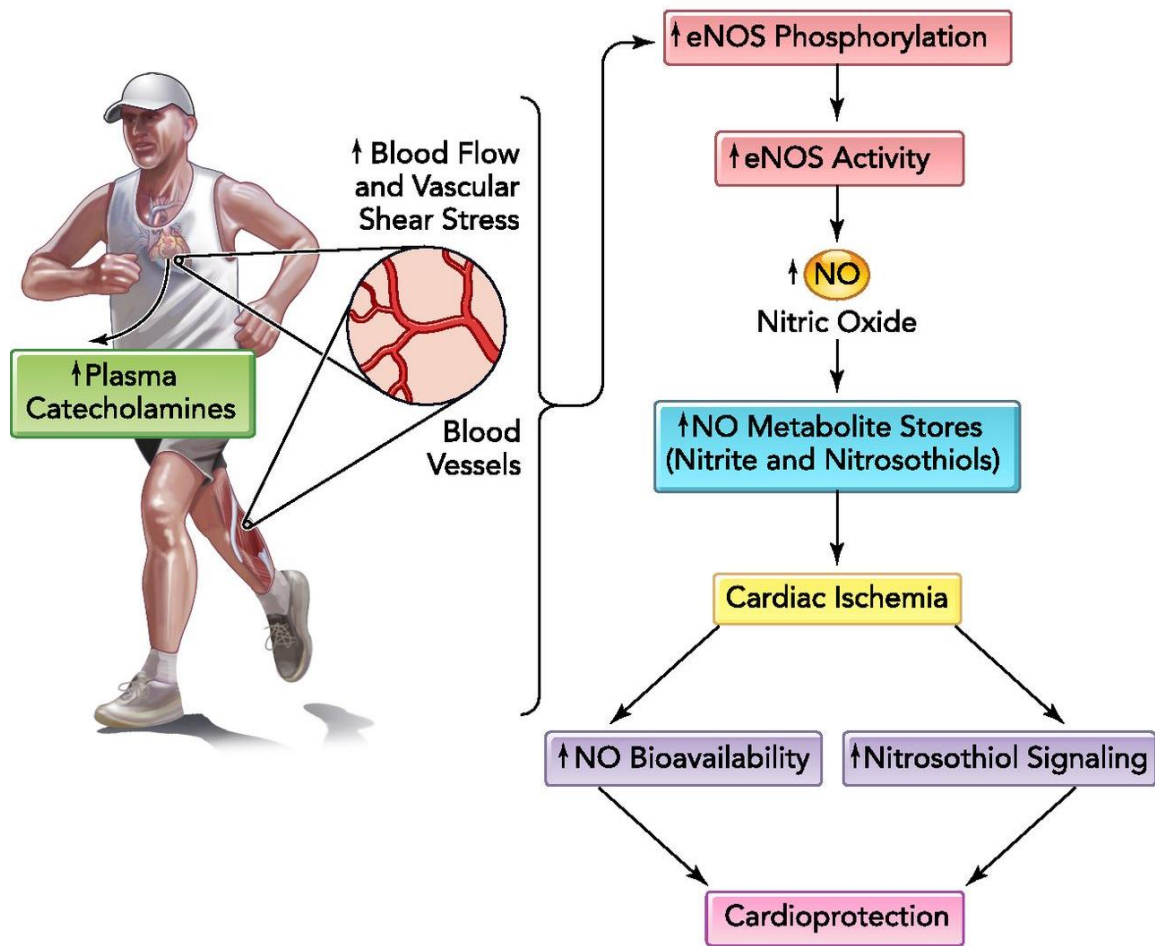 ↑Blood Flow
and Vascular
Shear Stress
↑Plasma
Catecholamines
Blood
Vessels
↑eNOS Phosphorylation
↑eNOS Activity
↑ NO
Nitric Oxide
↑NO Metabolite Stores
(Nitrite and Nitrosothiols)
Cardiac Ischemia
↑NO Bioavailability
↑Nitrosothiol Signaling
Cardioprotection